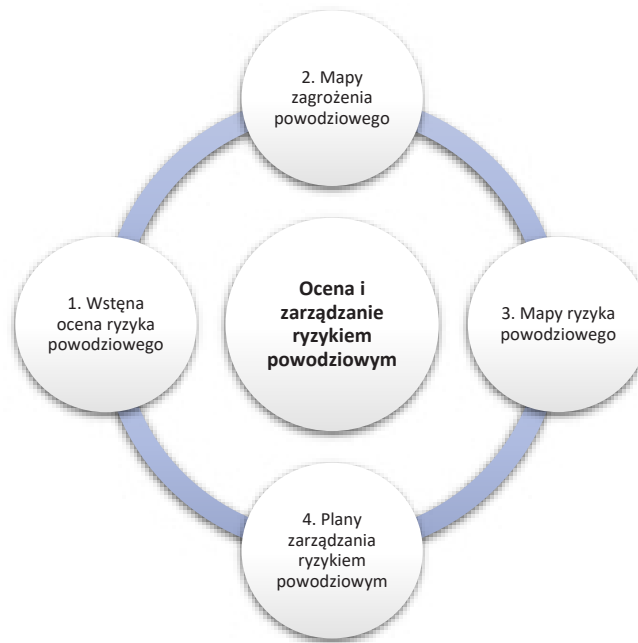 2. Mapy
zagrożenia
powodziowego
1. Wstęna
ocena ryzyka
powodziowego
Ocena i
zarządzanie
ryzykiem
powodziowym
3. Mapy ryzyka
powodziowego
4. Plany
zarządzania
ryzykiem
powodziowym